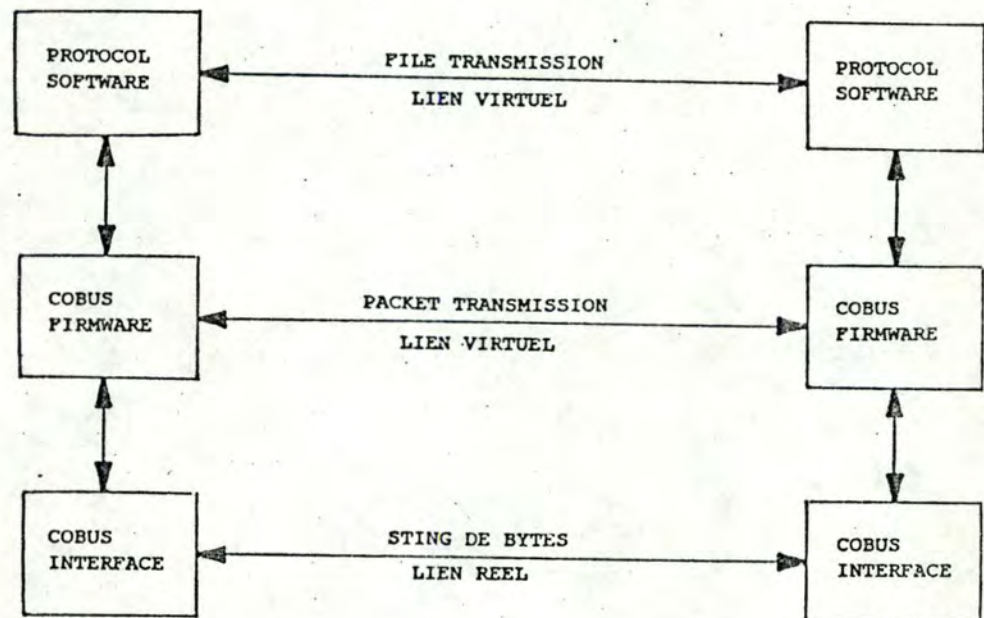 PROTOCOL
SOFTWARE
FILE TRANSMISSION
LIEN VIRTUEL
PROTOCOL
SOFTWARE
COBUS
FIRMWARE
PACKET TRANSMISSION
LIEN VIRTUEL
COBUS
FIRMWARE
COBUS
INTERFACE
STING DE BYTES
LIEN REEL
COBUS
INTERFACE